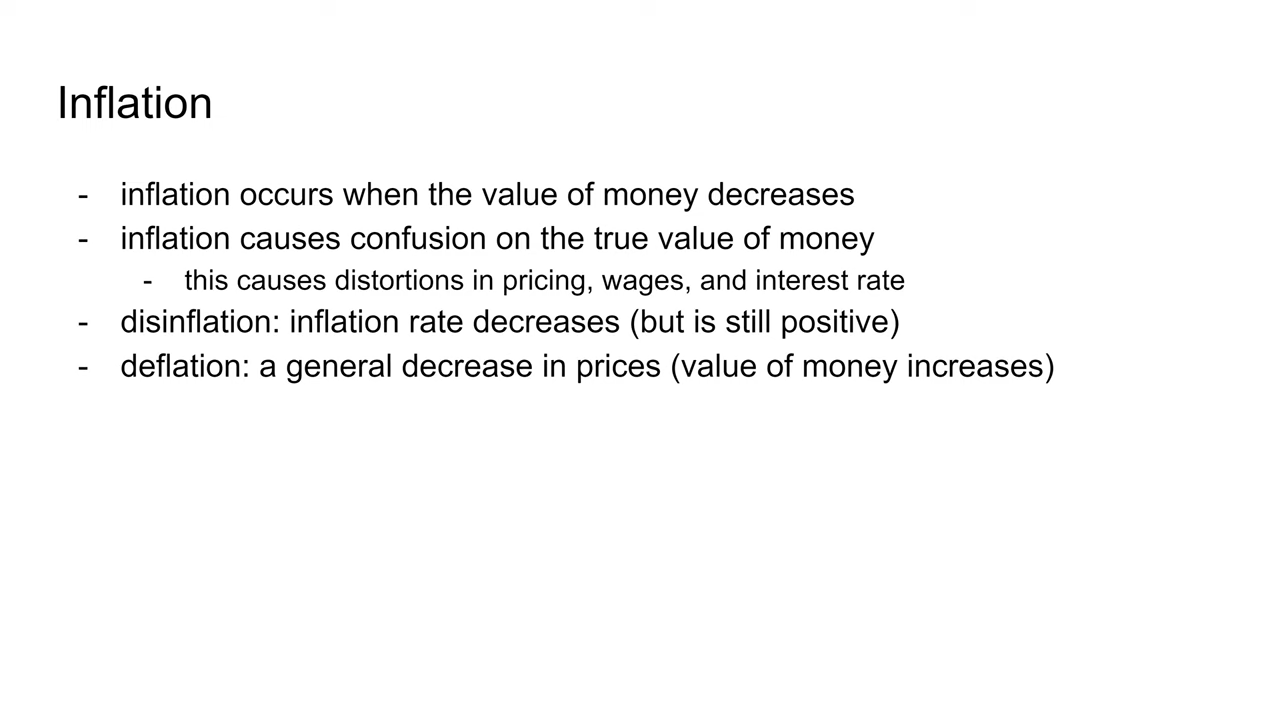 Inflation
- inflation occurs when the value of money decreases
- inflation causes confusion on the true value of money
- this causes distortions in pricing, wages, and interest rate
- disinflation: inflation rate decreases (but is still positive)
- deflation: a general decrease in prices (value of money increases)